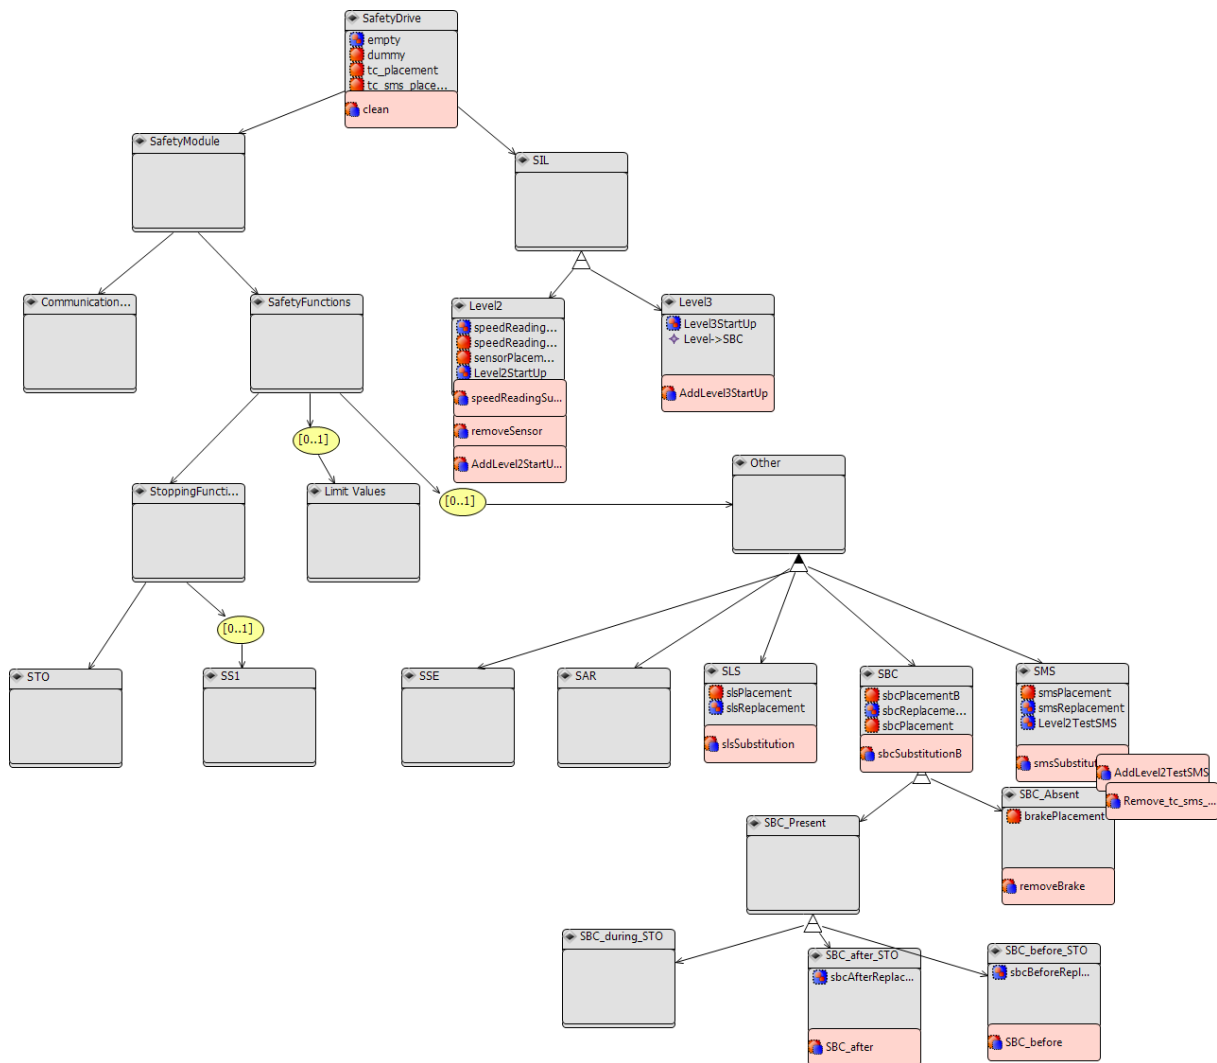 SafetyDrive
empty
dummy
tc_placement
tc_sms_place...
clean
SafetyModule
SIL
Communication...
SafetyFunctions
Level2
speedReading...
speedReading...
sensorPlacem...
Level2StartUp
speedReadingSu...
removeSensor
AddLevel2StartU...
Level3
Level3StartUp
Level->SBC
AddLevel3StartUp
[0..1]
[0..1]
StoppingFuncti...
Limit Values
Other
[0..1]
STO
SS1
SSE
SAR
SLS
slsPlacement
slsReplacement
slsSubstitution
SBC
sbcPlacementB
sbcReplaceme...
sbcPlacement
sbcSubstitutionB
SMS
smsPlacement
smsReplacement
Level2TestSMS
smsSubstitut
AddLevel2TestSMS
Remove_tc_sms_...
SBC_Present
SBC_Absent
brakePlacement
removeBrake
SBC_during_STO
SBC_after_STO
sbcAfterReplac...
SBC_after
SBC_before_STO
sbcBeforeRepl...
SBC_before